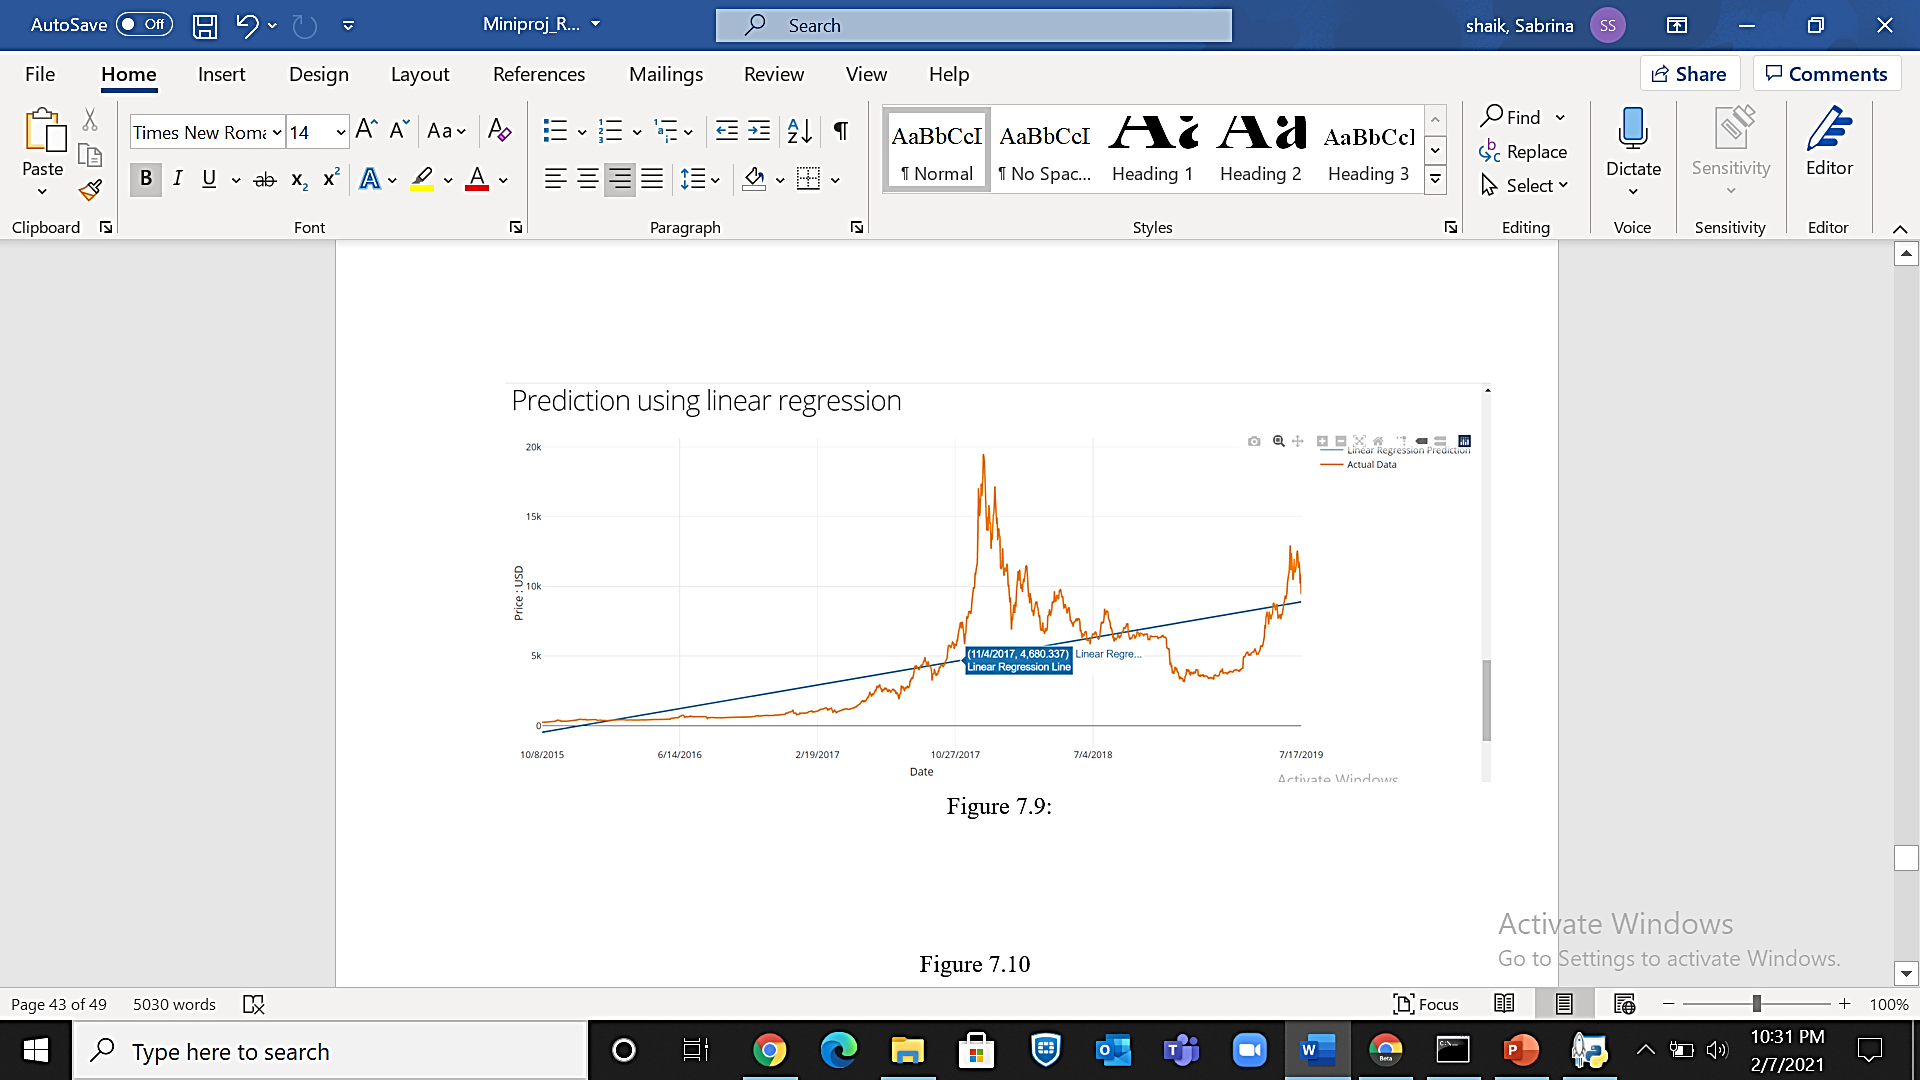 AutoSave Off Miniproj_R... Search shaik, Sabrina SS
File Home Insert Design Layout References Mailings Review View Help Share Comments
Times New Roma 14 Aa
AaBbCcI AaBbCcI AaBbCcI
Find
Replace
Select
Paste
¶ Normal ¶ No Spac... Heading 1 Heading 2 Heading 3
Dictate Sensitivity Editor
Clipboard Font Paragraph Styles Editing Voice Sensitivity Editor
Prediction using linear regression
20k
15k
10k
5k
0
Price : USD
Linear Regression Prediction
Actual Data
(11/4/2017, 4,680.337) Linear Regre...
Linear Regression Line
10/8/2015 6/14/2016 2/19/2017 10/27/2017 7/4/2018 7/17/2019
Date
Activate Windows
Figure 7.9:
Figure 7.10
Activate Windows
Go to Settings to activate Windows.
Page 43 of 49 5030 words Focus 100%
Type here to search
10:31 PM
2/7/2021